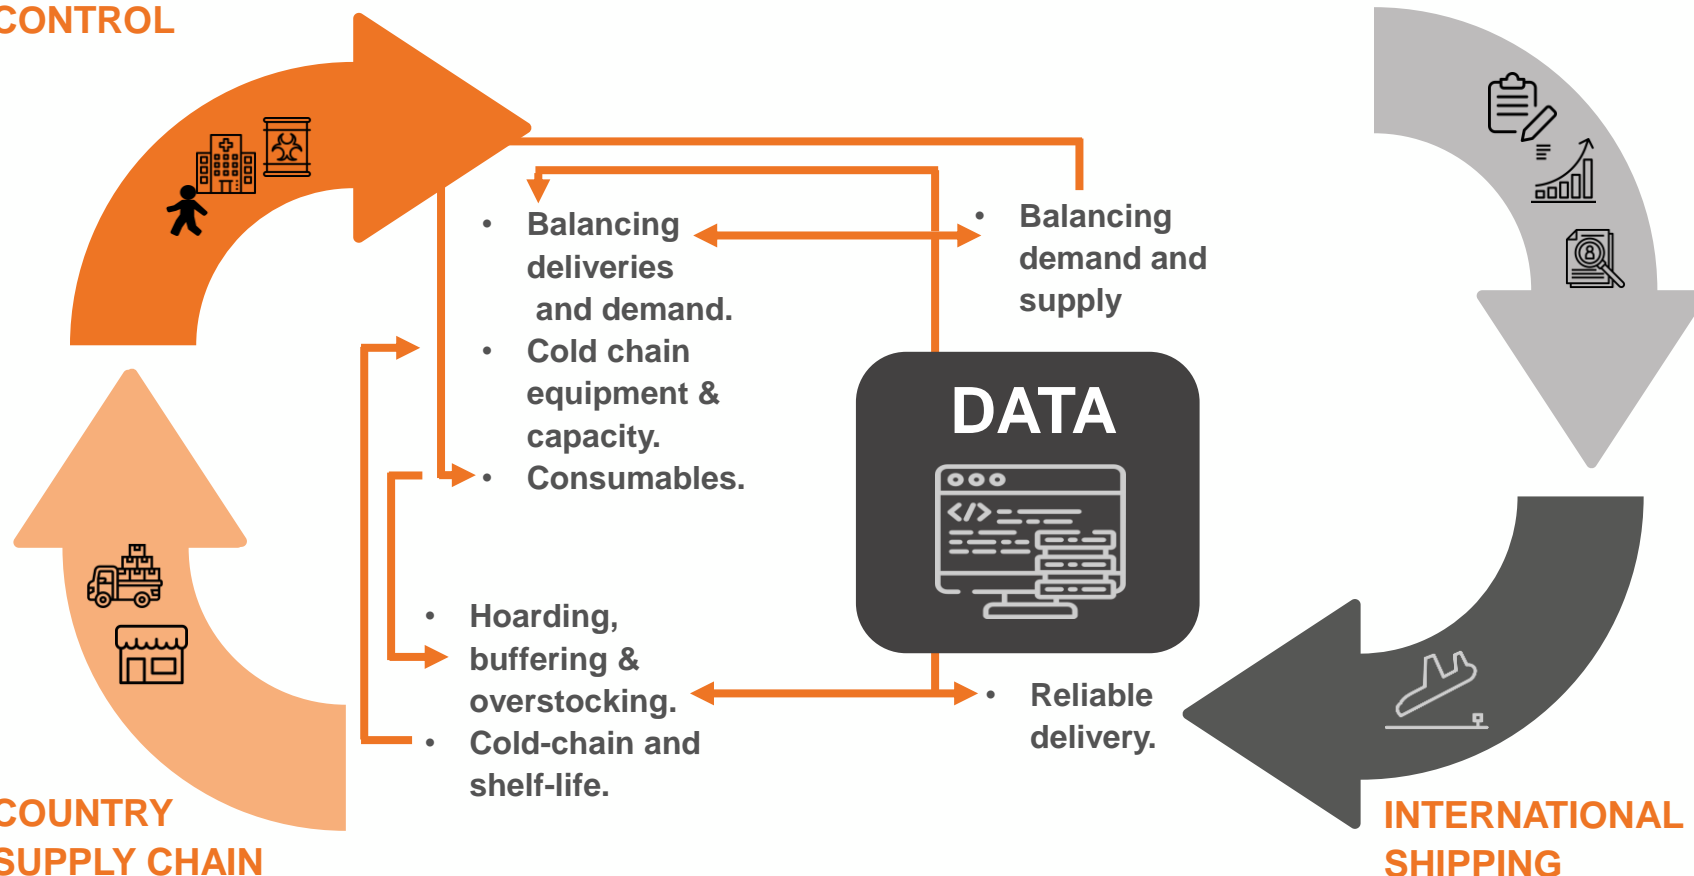 CONTROL
• Balancing
deliveries
and demand.
• Cold chain
equipment &
capacity.
• Consumables.
• Balancing
demand and
supply
DATA
</>
• Hoarding,
buffering &
overstocking.
• Cold-chain and
shelf-life.
• Reliable
delivery.
COUNTRY
SUPPLY CHAIN
INTERNATIONAL
SHIPPING